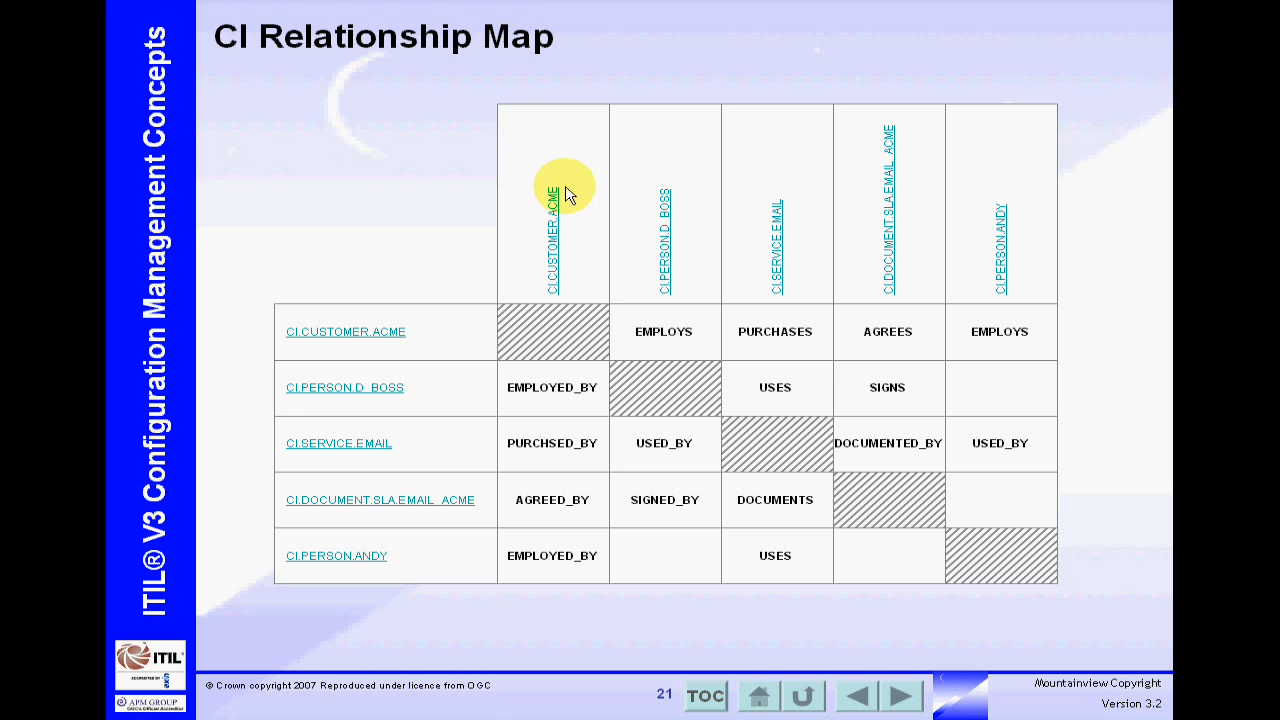 CI Relationship Map
ITIL® V3 Configuration Management Concepts
CI.CUSTOMER.ACME
CI.PERSON.D_BOSS
CI.SERVICE.EMAIL
CI.DOCUMENT.SLA.EMAIL_ACME
CI.PERSON.ANDY
CI.CUSTOMER.ACME EMPLOYS PURCHASES AGREES EMPLOYS
CI.PERSON.D_BOSS EMPLOYED_BY USES SIGNS
CI.SERVICE.EMAIL PURCHSED_BY USED_BY DOCUMENTED_BY USED_BY
CI.DOCUMENT.SLA.EMAIL_ACME AGREED_BY SIGNED_BY DOCUMENTS
CI.PERSON.ANDY EMPLOYED_BY USES
ITIL®
ACCREDITED BY
APM GROUP
© Crown copyright 2007 Reproduced under licence from OGC
21
TOC
Mountainview Copyright
Version 3.2